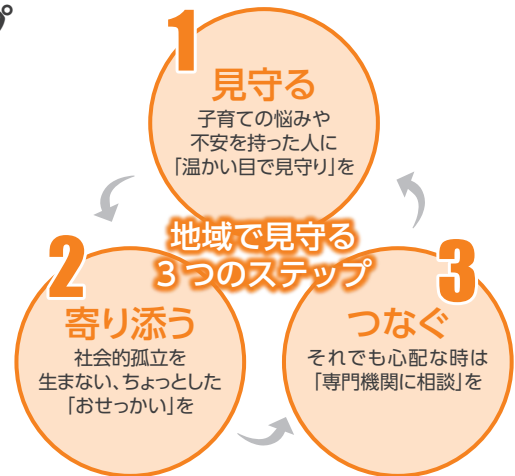 プ
1
見守る
子育ての悩みや
不安を持った人に
「温かい目で見守り」を
地域で見守る
3つのステップ
2
寄り添う
社会的孤立を
生まない、ちょっとした
「おせっかい」を
3
つなぐ
それでも心配な時は
「専門機関に相談」を